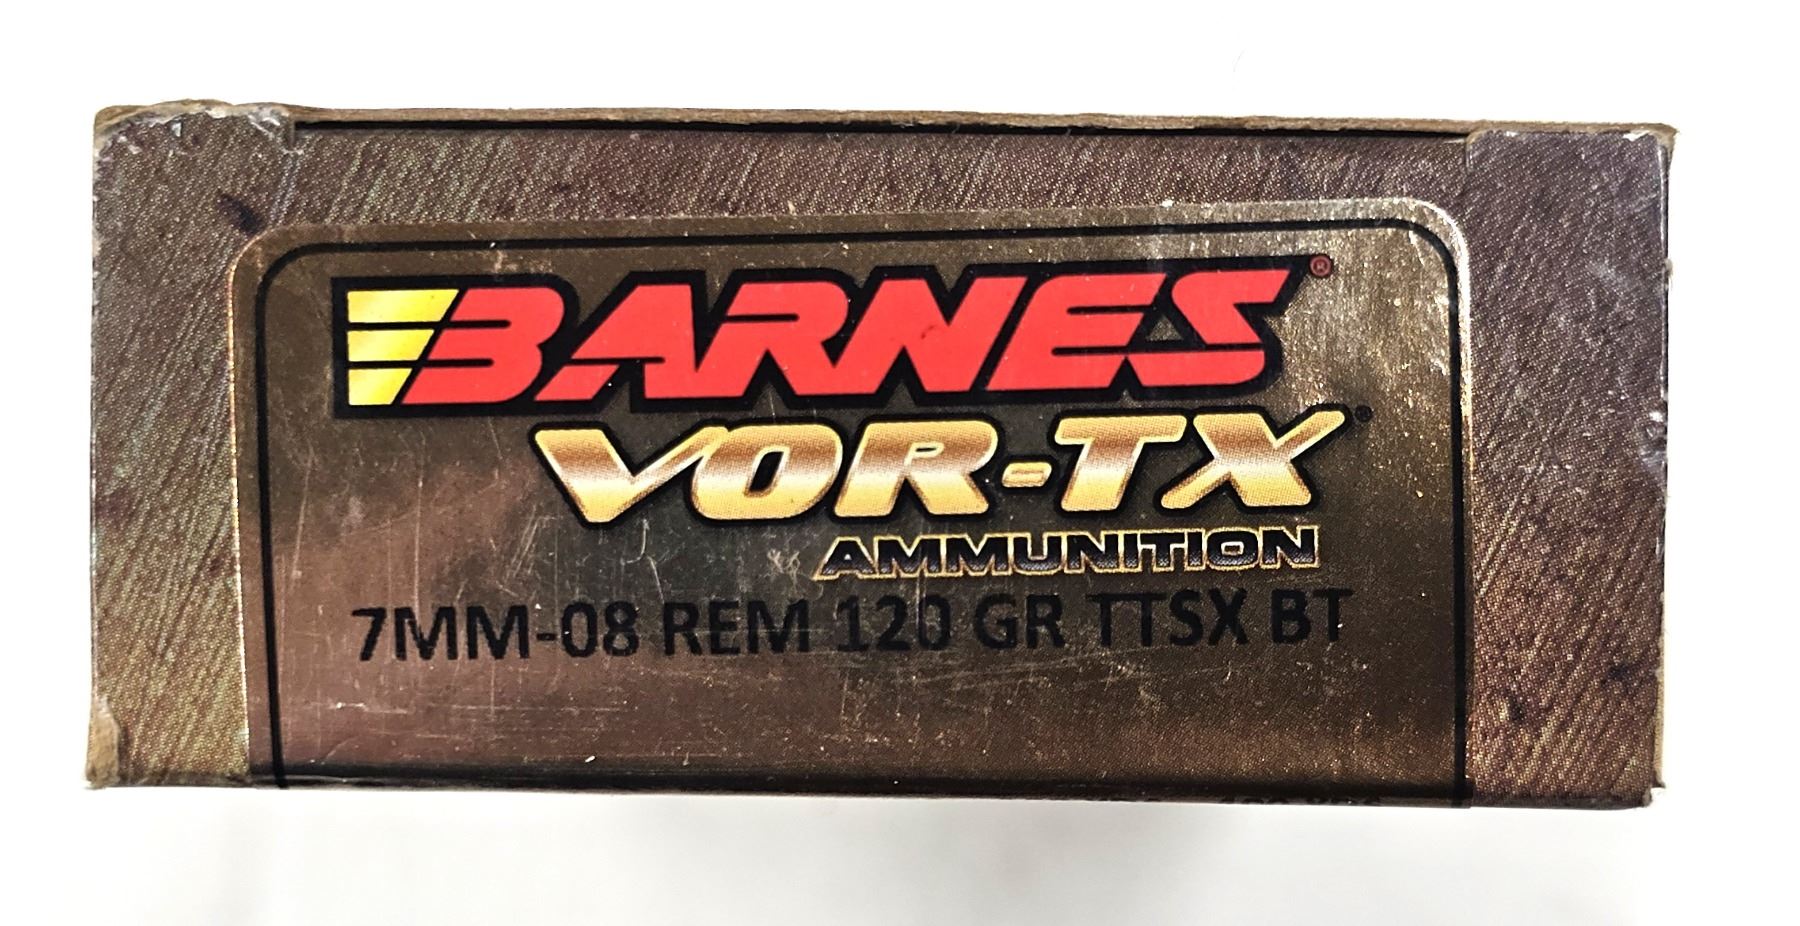 BARNES®
VOR-TX®
AMMUNITION
7MM-08 REM 120 GR TTSX BT